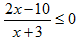 (2x−10)/(x+3) ≤ 0